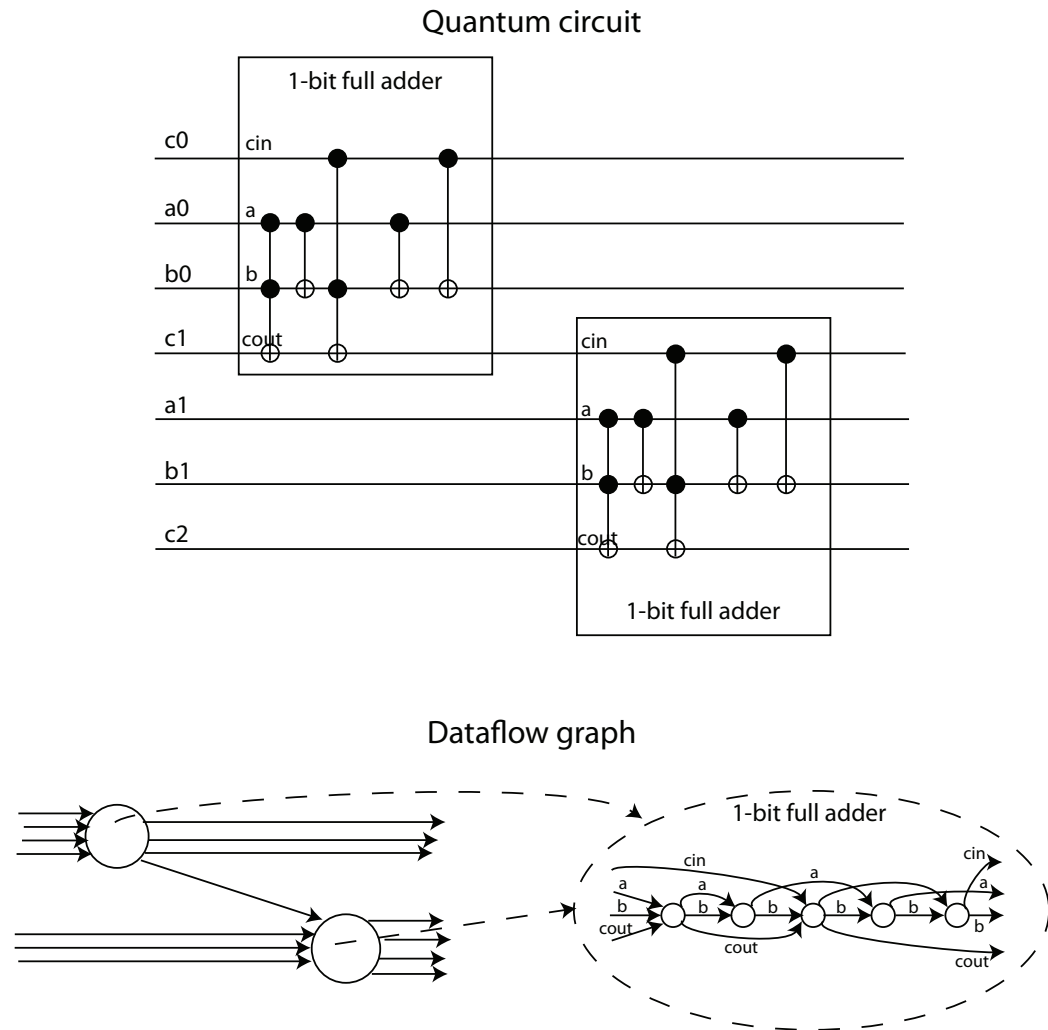 Quantum circuit
1-bit full adder
c0
cin
a0
a
b0
b
c1
cout
cin
a1
a
b1
b
c2
cout
1-bit full adder
Dataflow graph
1-bit full adder
cin
cin
a
a
a
a
b
b
b
b
b
b
cout
cout
cout